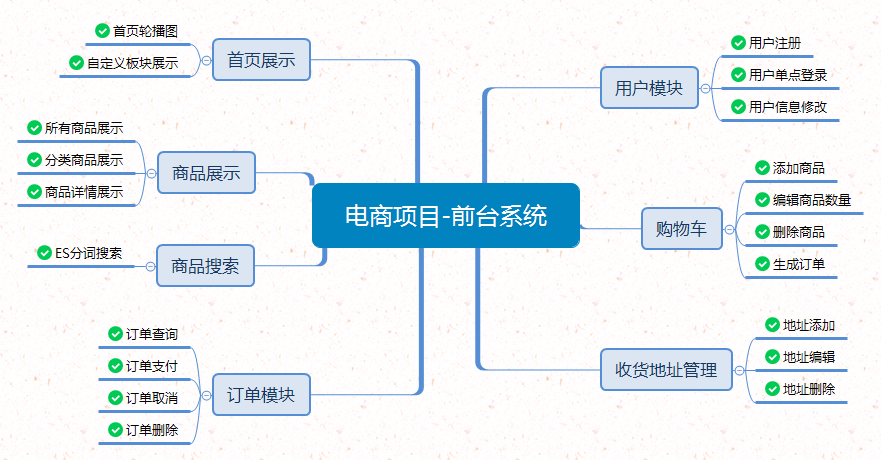 电商项目-前台系统
首页展示
首页轮播图
自定义板块展示
商品展示
所有商品展示
分类商品展示
商品详情展示
商品搜索
ES分词搜索
订单模块
订单查询
订单支付
订单取消
订单删除
用户模块
用户注册
用户单点登录
用户信息修改
购物车
添加商品
编辑商品数量
删除商品
生成订单
收货地址管理
地址添加
地址编辑
地址删除